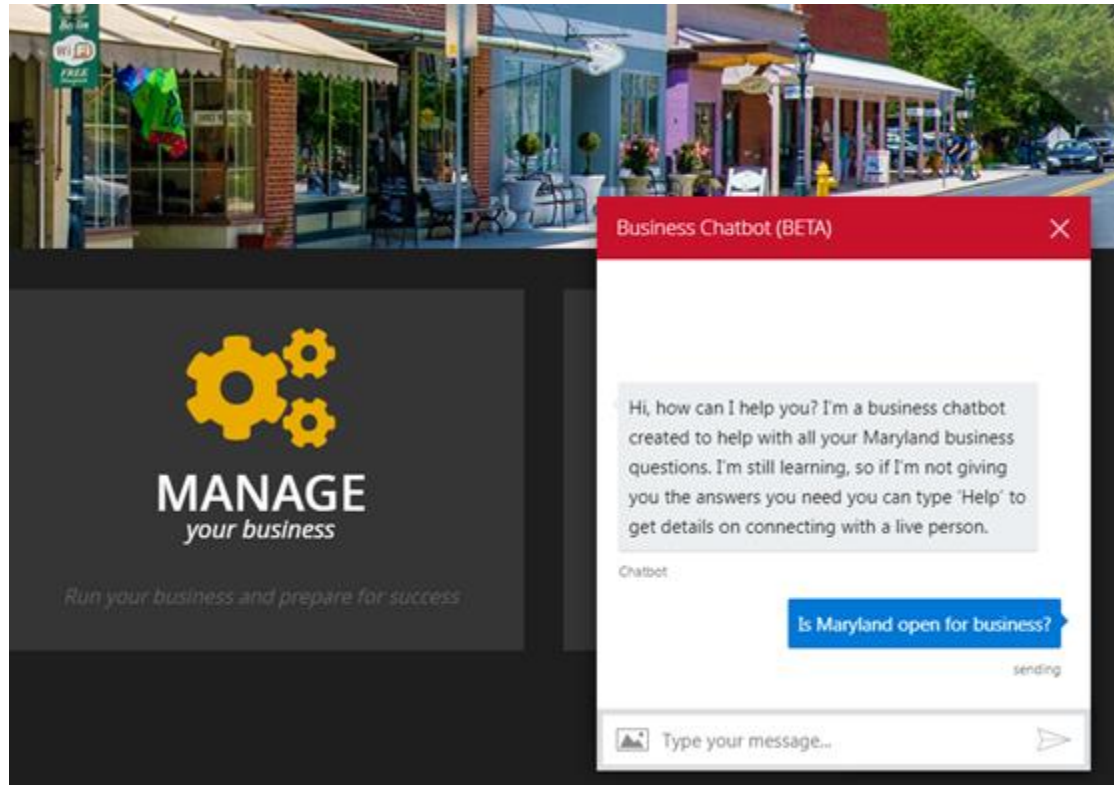 Berlin
WiFi
FREE
Business Chatbot (BETA)
Hi, how can I help you? I'm a business chatbot
created to help with all your Maryland business
questions. I'm still learning, so if I'm not giving
you the answers you need you can type 'Help' to
get details on connecting with a live person.
Chatbot
Is Maryland open for business?
sending
Type your message...
MANAGE
your business
Run your business and prepare for success